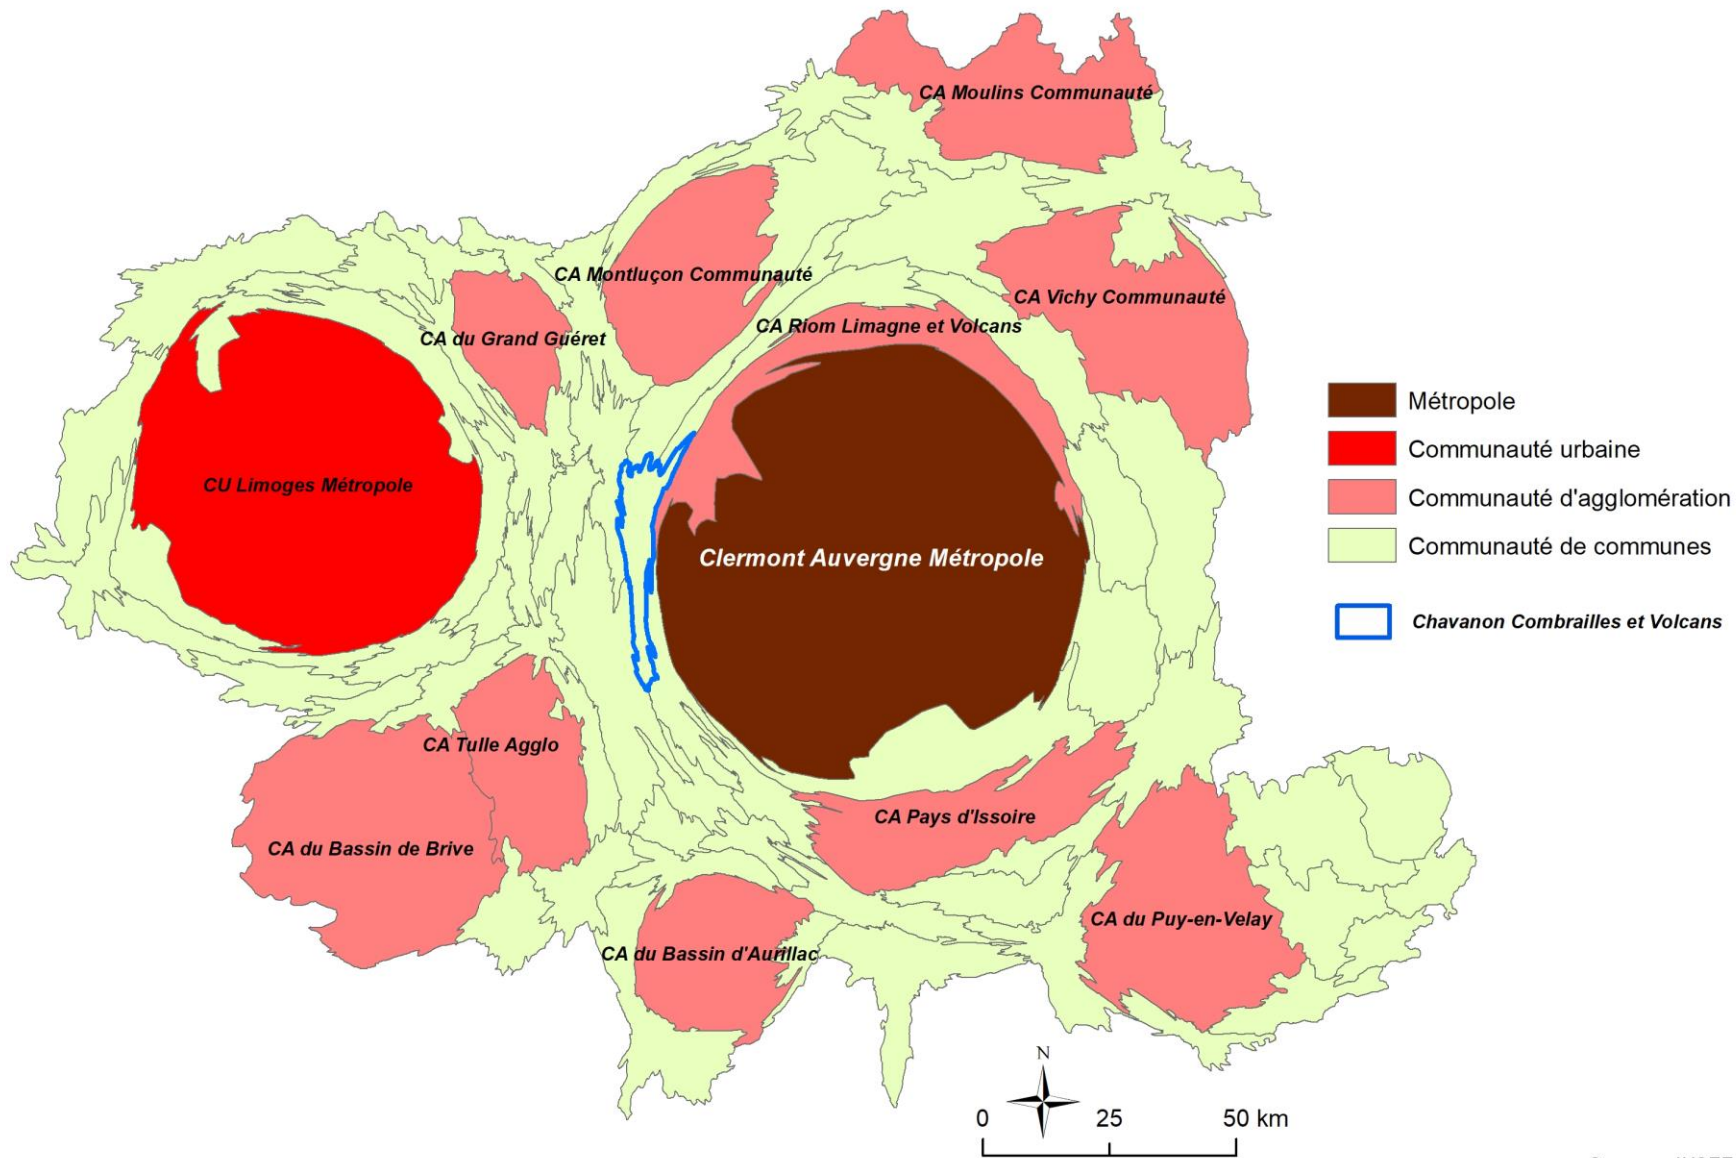 CA Moulins Communauté
CA Montluçon Communauté
CA Vichy Communauté
CA Riom Limagne et Volcans
CA du Grand Guéret
Métropole
Communauté urbaine
CU Limoges Métropole
Communauté d'agglomération
Communauté de communes
Clermont Auvergne Métropole
Chavanon Combrailles et Volcans
CA Tulle Agglo
CA Pays d'Issoire
CA du Bassin de Brive
CA du Puy-en-Velay
CA du Bassin d'Aurillac
N
0 25 50 km